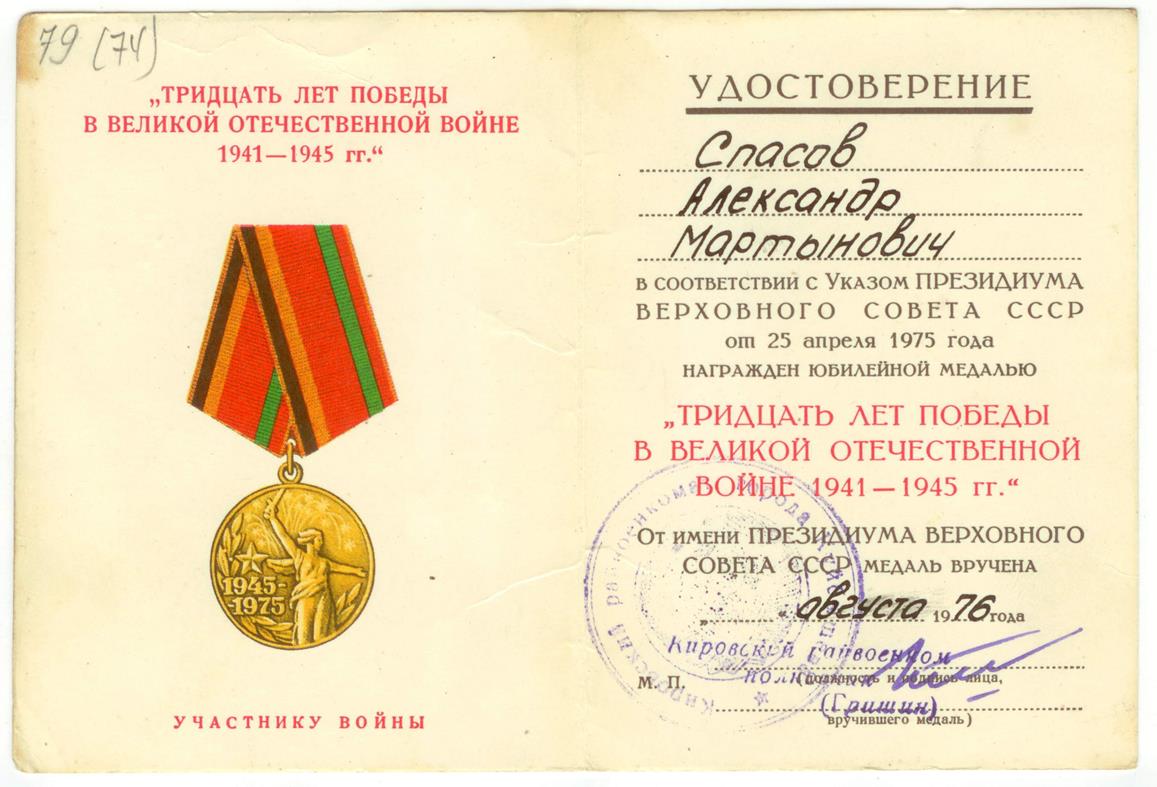 79 (74)
„ТРИДЦАТЬ ЛЕТ ПОБЕДЫ
В ВЕЛИКОЙ ОТЕЧЕСТВЕННОЙ ВОЙНЕ
1941—1945 гг.“
1945-
-1975
УЧАСТНИКУ ВОЙНЫ
УДОСТОВЕРЕНИЕ
Спасов
Александр
Мартынович
В СООТВЕТСТВИИ С УКАЗОМ ПРЕЗИДИУМА
ВЕРХОВНОГО СОВЕТА СССР
от 25 апреля 1975 года
НАГРАЖДЕН ЮБИЛЕЙНОЙ МЕДАЛЬЮ
„ТРИДЦАТЬ ЛЕТ ПОБЕДЫ
В ВЕЛИКОЙ ОТЕЧЕСТВЕННОЙ
ВОЙНЕ 1941—1945 гг.“
От имени ПРЕЗИДИУМА ВЕРХОВНОГО
СОВЕТА СССР МЕДАЛЬ ВРУЧЕНА
„ “ августа 1976 года
Кировский райвоенком
М. П. (должность и подпись лица,
(Гришин)
вручившего медаль)
Кировский города